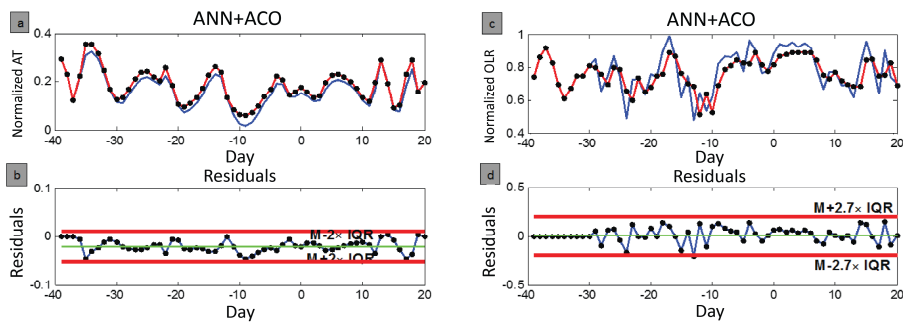 a
ANN+ACO
Normalized AT
0.4
0.2
0
-40
-30
-20
-10
0
10
20
Day
b
Residuals
Residuals
0.1
0
-0.1
M-2× IQR
M+2× IQR
-40
-30
-20
-10
0
10
20
Day
c
ANN+ACO
Normalized OLR
1
0.8
0.6
0.4
-40
-30
-20
-10
0
10
20
Day
d
Residuals
Residuals
0.5
0
-0.5
M+2.7× IQR
M-2.7× IQR
-40
-30
-20
-10
0
10
20
Day